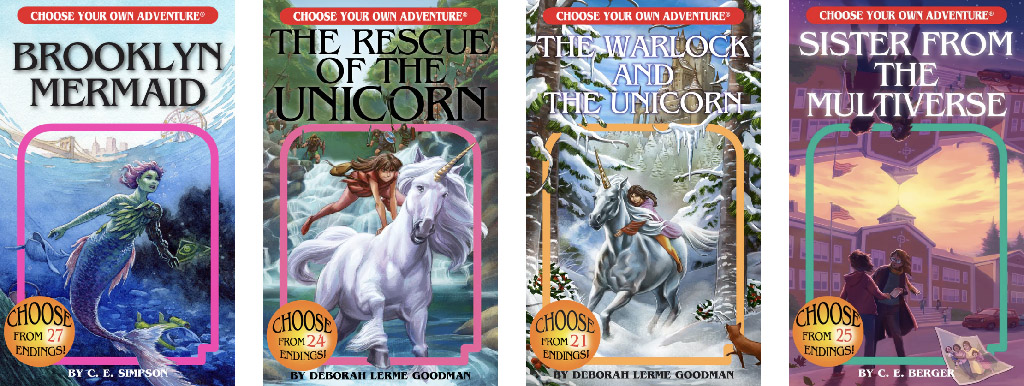 CHOOSE YOUR OWN ADVENTURE®
BROOKLYN
MERMAID
CHOOSE
FROM 27
ENDINGS!
BY C. E. SIMPSON
CHOOSE YOUR OWN ADVENTURE®
THE RESCUE
OF THE
UNICORN
CHOOSE
FROM 24
ENDINGS!
BY DEBORAH LERME GOODMAN
CHOOSE YOUR OWN ADVENTURE®
THE WARLOCK
AND
THE UNICORN
CHOOSE
FROM 21
ENDINGS!
BY DEBORAH LERME GOODMAN
CHOOSE YOUR OWN ADVENTURE®
SISTER FROM
THE
MULTIVERSE
CHOOSE
FROM 25
ENDINGS!
BY C. E. BERGER